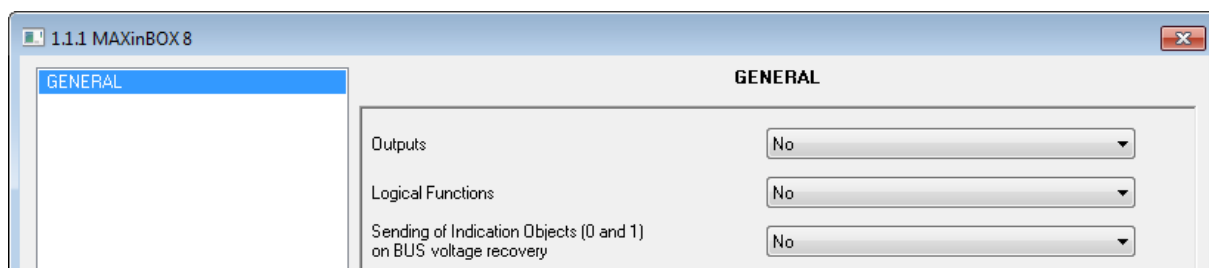 1.1.1 MAXinBOX 8
GENERAL
GENERAL
Outputs
No
Logical Functions
No
Sending of Indication Objects (0 and 1)
on BUS voltage recovery
No